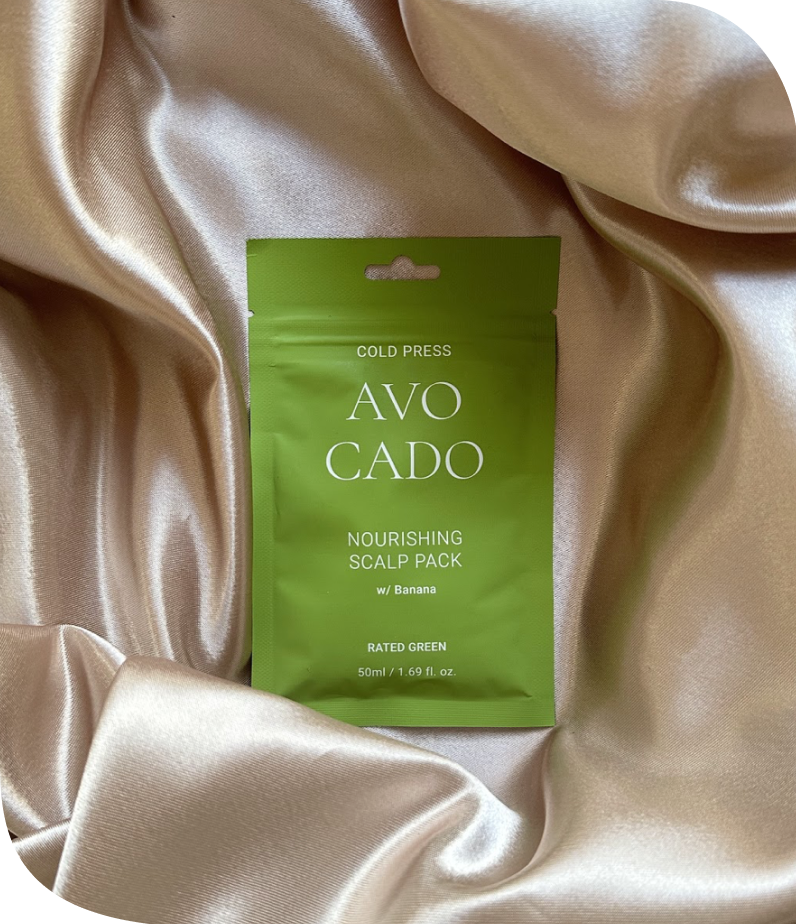 COLD PRESS
AVO
CADO
NOURISHING
SCALP PACK
w/ Banana
RATED GREEN
50ml / 1.69 fl. oz.